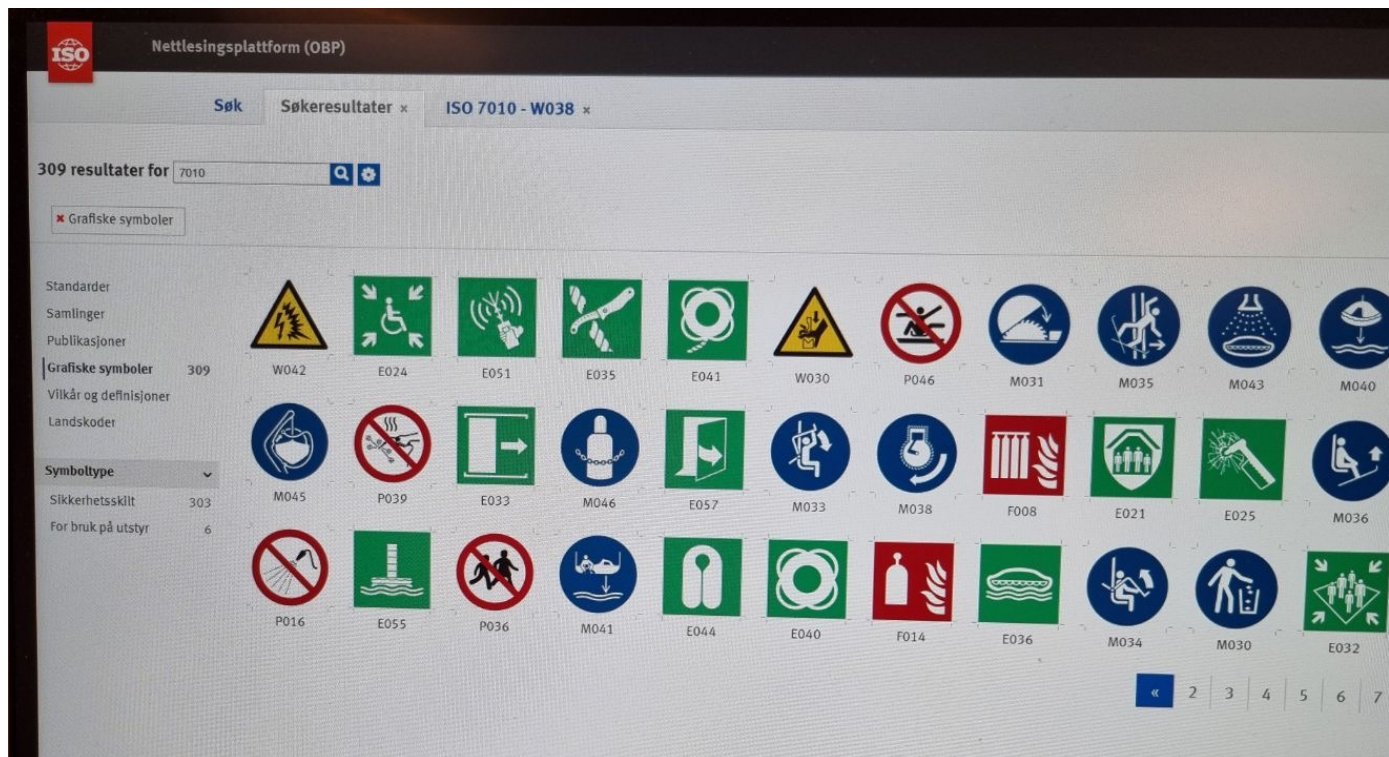 ISO
Nettlesingsplattform (OBP)
Søk Søkeresultater × ISO 7010 - W038 ×
309 resultater for 7010
× Grafiske symboler
Standarder
Samlinger
Publikasjoner
Grafiske symboler 309
Vilkår og definisjoner
Landskoder
Symboltype
Sikkerhetsskilt 303
For bruk på utstyr 6
W042 E024 E051 E035 E041 W030 P046 M031 M035 M043 M040
M045 P039 E033 M046 E057 M033 M038 F008 E021 E025 M036
P016 E055 P036 M041 E044 E040 F014 E036 M034 M030 E032
« 2 3 4 5 6 7